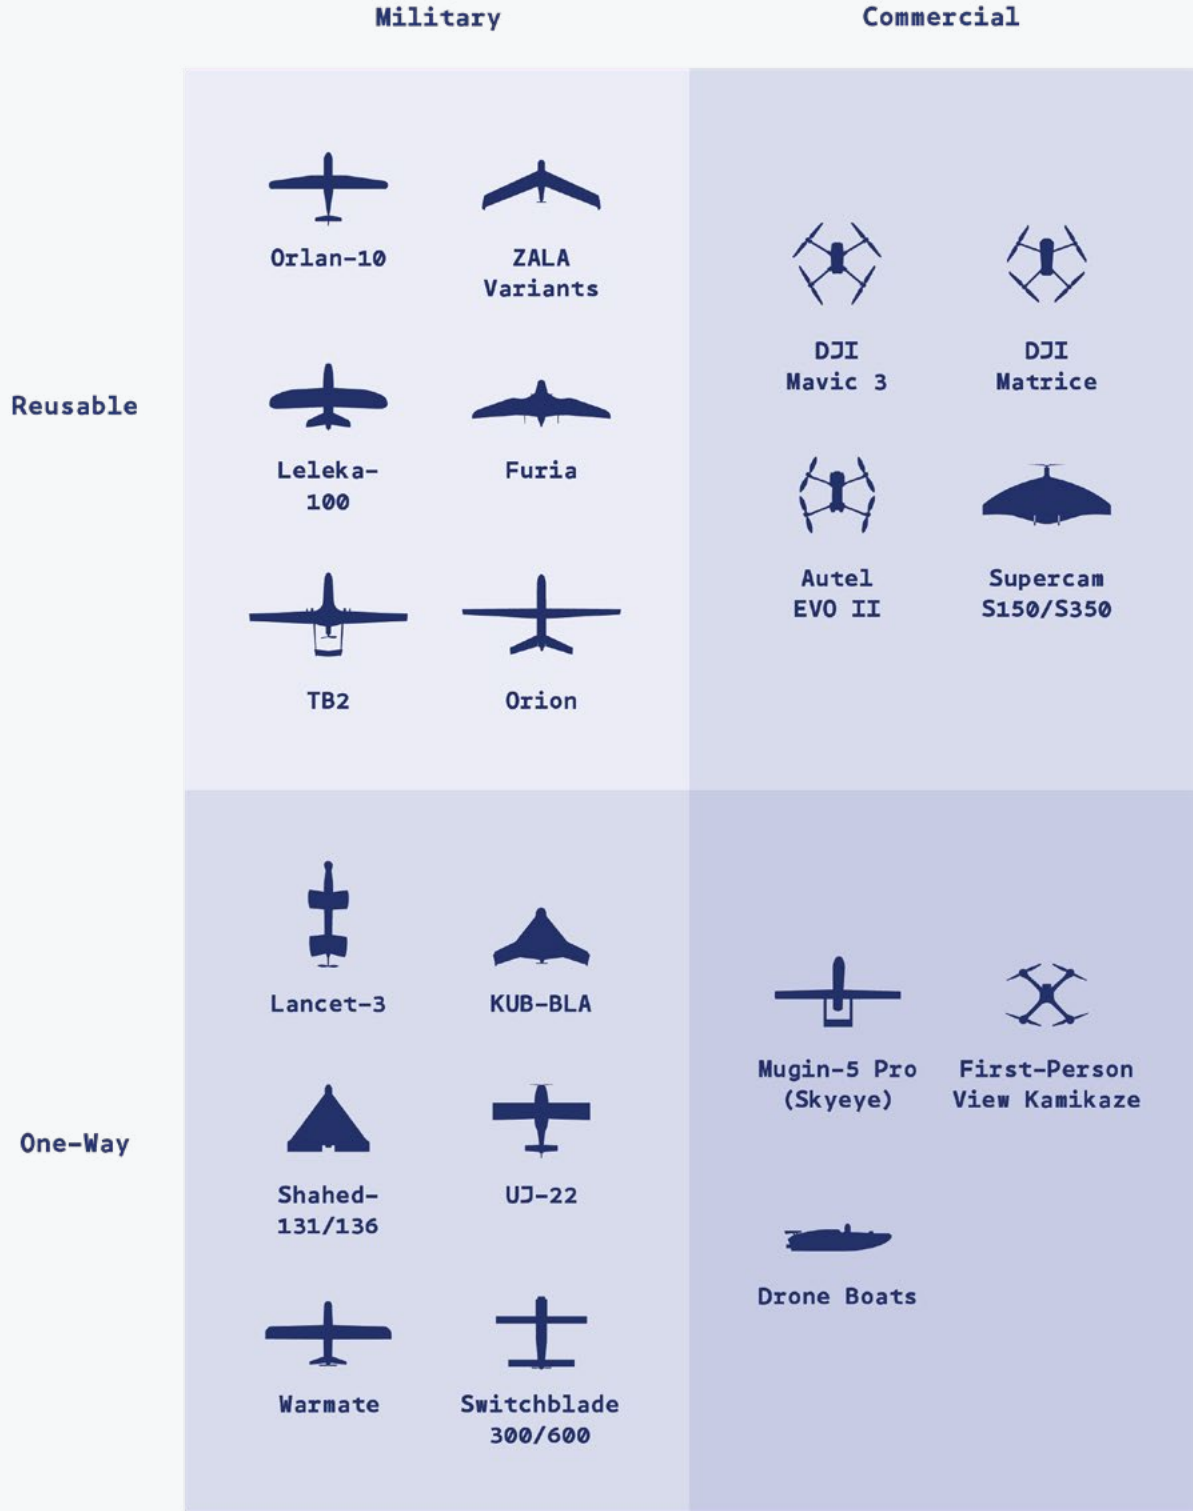 Military
Commercial
Reusable
Orlan-10
ZALA
Variants
Leleka-
100
Furia
TB2
Orion
DJI
Mavic 3
DJI
Matrice
Autel
EVO II
Supercam
S150/S350
One-Way
Lancet-3
KUB-BLA
Shahed-
131/136
UJ-22
Warmate
Switchblade
300/600
Mugin-5 Pro
(Skyeye)
First-Person
View Kamikaze
Drone Boats